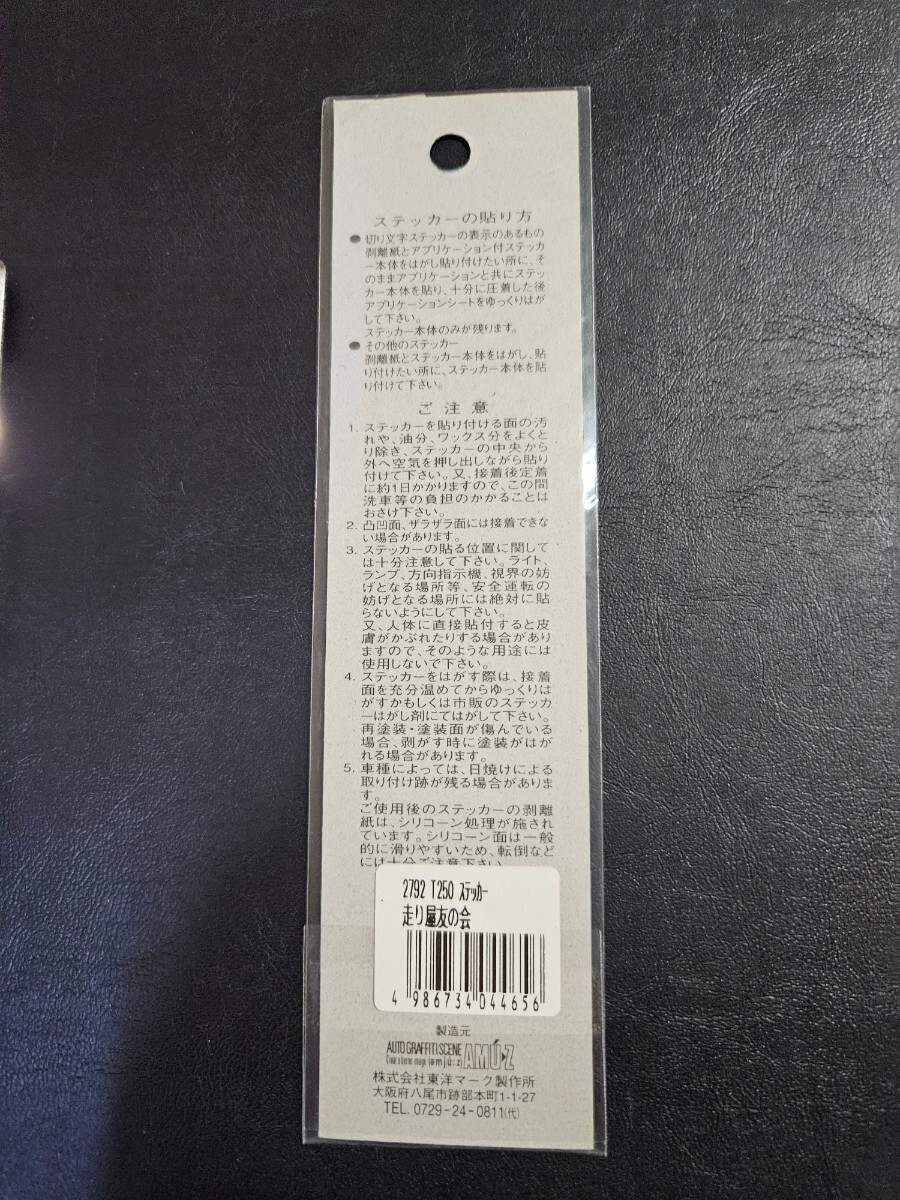 ステッカーの貼り方
● 切り文字ステッカーの表示のあるもの
剥離紙とアプリケーション付ステッカ
ー本体をはがし貼り付けたい所に、そ
のままアプリケーションと共にステッ
カー本体を貼り、十分に圧着した後
アプリケーションシートをゆっくりはが
して下さい。
ステッカー本体のみが残ります。
● その他のステッカー
剥離紙とステッカー本体をはがし、貼
り付けたい所に、ステッカー本体を貼
り付けて下さい。
ご注意
1. ステッカーを貼り付ける面の汚
れや、油分、ワックス分をよくと
り除き、ステッカーの中央から
外へ空気を押し出しながら貼り
付けて下さい。又、接着後定着
に約1日かかりますので、この間
洗車等の負担のかかることは
おさけ下さい。
2. 凸凹面、ザラザラ面には接着できな
い場合があります。
3. ステッカーの貼る位置に関して
は十分注意して下さい。ライト、
ランプ、方向指示機、視界の妨
げとなる場所等、安全運転の
妨げとなる場所には絶対に貼
らないようにして下さい。
又、人体に直接貼付すると皮
膚がかぶれたりする場合があり
ますので、そのような用途には
使用しないで下さい。
4. ステッカーをはがす際は、接着
面を充分温めてからゆっくりは
がすかもしくは市販のステッカ
ーはがし剤にてはがして下さい。
再塗装・塗装面が傷んでいる
場合、剥がす時に塗装がはが
れる場合があります。
5. 車種によっては、日焼けによる
取り付け跡が残る場合がありま
す。
ご使用後のステッカーの剥離
紙は、シリコーン処理が施され
ています。シリコーン面は一般
的に滑りやすいため、転倒など
には十分ご注意下さい
2792 T250 ステッカー
走り屋友の会
4 986734 044656
製造元
AUTO GRAFFITI SCENE AMU·Z
株式会社東洋マーク製作所
大阪府八尾市跡部本町1-1-27
TEL. 0729-24-0811(代)